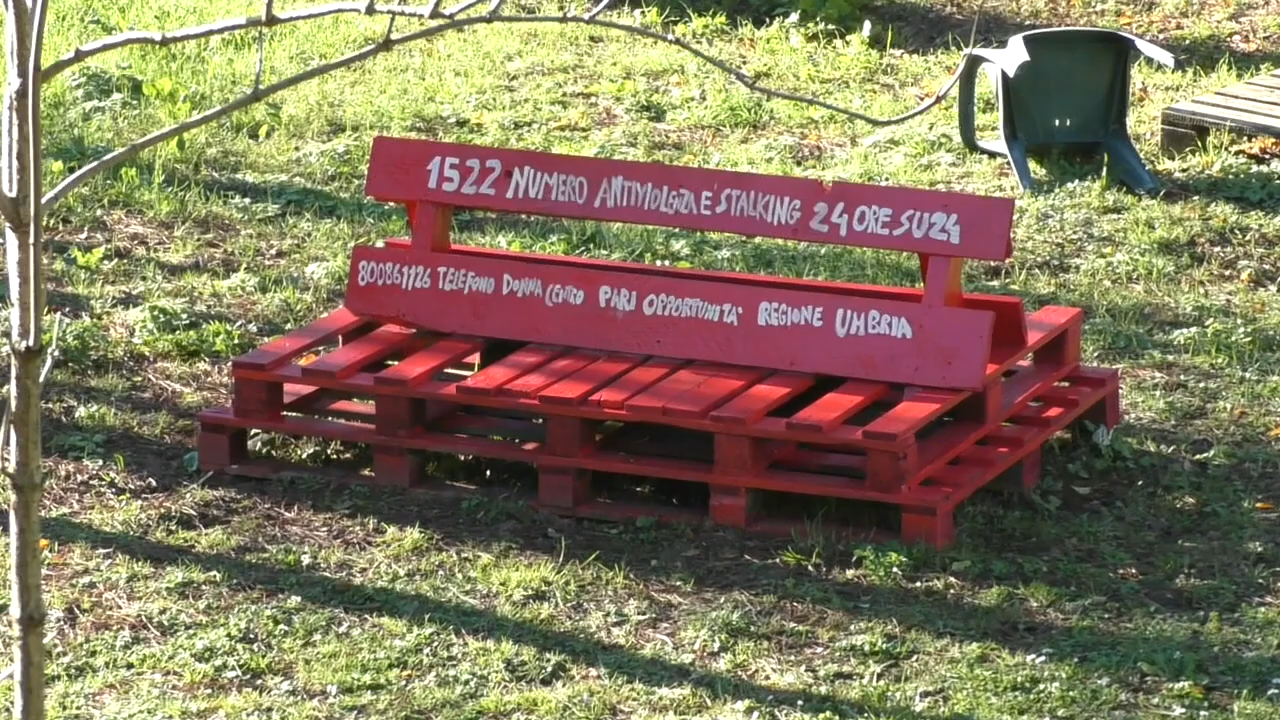 1522 NUMERO ANTIVIOLENZA E' STALKING 24 ORE SU 24
800861126 TELEFONO DONNA CENTRO PARI OPPORTUNITA' REGIONE UMBRIA